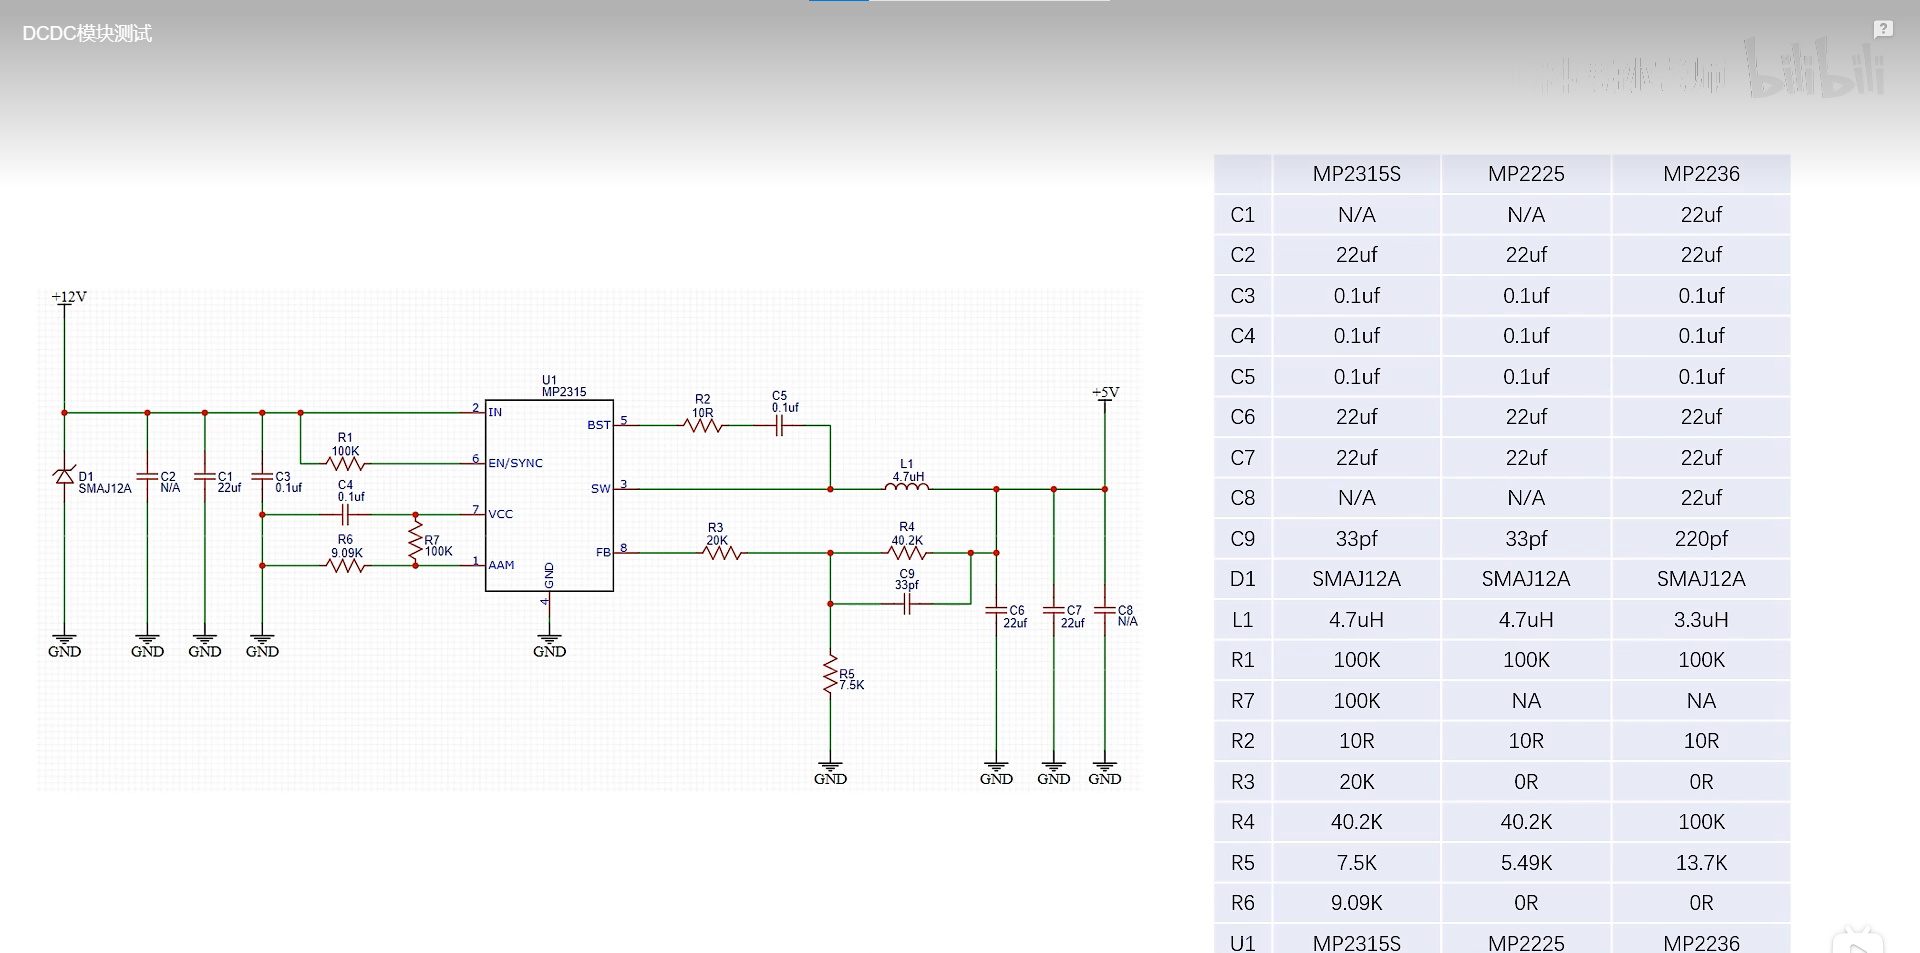 DCDC模块测试
?
bilibili
+12V
U1
MP2315
2 IN
BST 5
R2
10R
C5
0.1uf
+5V
R1
100K
6 EN/SYNC
D1
SMAJ12A
C2
N/A
C1
22uf
C3
0.1uf
C4
0.1uf
SW 3
L1
4.7uH
7 VCC
R7
100K
R6
9.09K
1 AAM
FB 8
R3
20K
R4
40.2K
C9
33pf
GND
4
C6
22uf
C7
22uf
C8
N/A
GND GND GND GND GND
R5
7.5K
GND GND GND GND
MP2315S MP2225 MP2236
C1 N/A N/A 22uf
C2 22uf 22uf 22uf
C3 0.1uf 0.1uf 0.1uf
C4 0.1uf 0.1uf 0.1uf
C5 0.1uf 0.1uf 0.1uf
C6 22uf 22uf 22uf
C7 22uf 22uf 22uf
C8 N/A N/A 22uf
C9 33pf 33pf 220pf
D1 SMAJ12A SMAJ12A SMAJ12A
L1 4.7uH 4.7uH 3.3uH
R1 100K 100K 100K
R7 100K NA NA
R2 10R 10R 10R
R3 20K 0R 0R
R4 40.2K 40.2K 100K
R5 7.5K 5.49K 13.7K
R6 9.09K 0R 0R
U1 MP2315S MP2225 MP2236